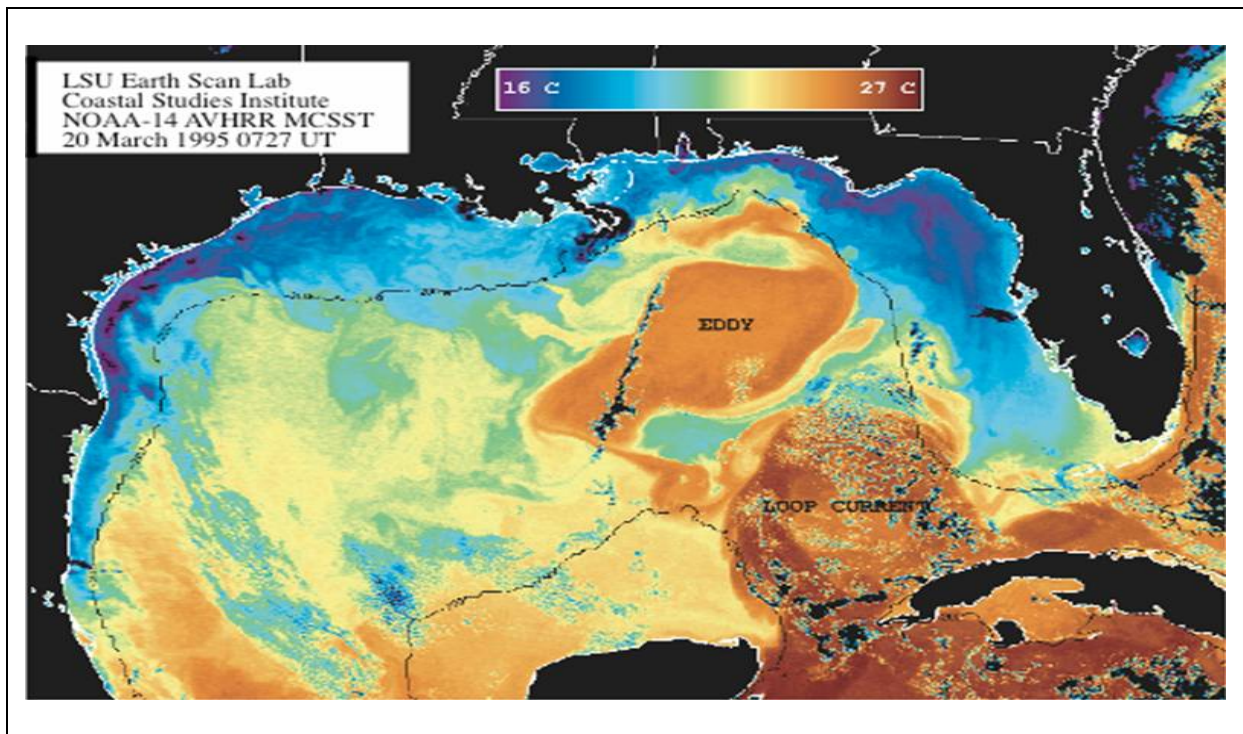 LSU Earth Scan Lab
Coastal Studies Institute
NOAA-14 AVHRR MCSST
20 March 1995 0727 UT
16 C
27 C
EDDY
LOOP CURRENT